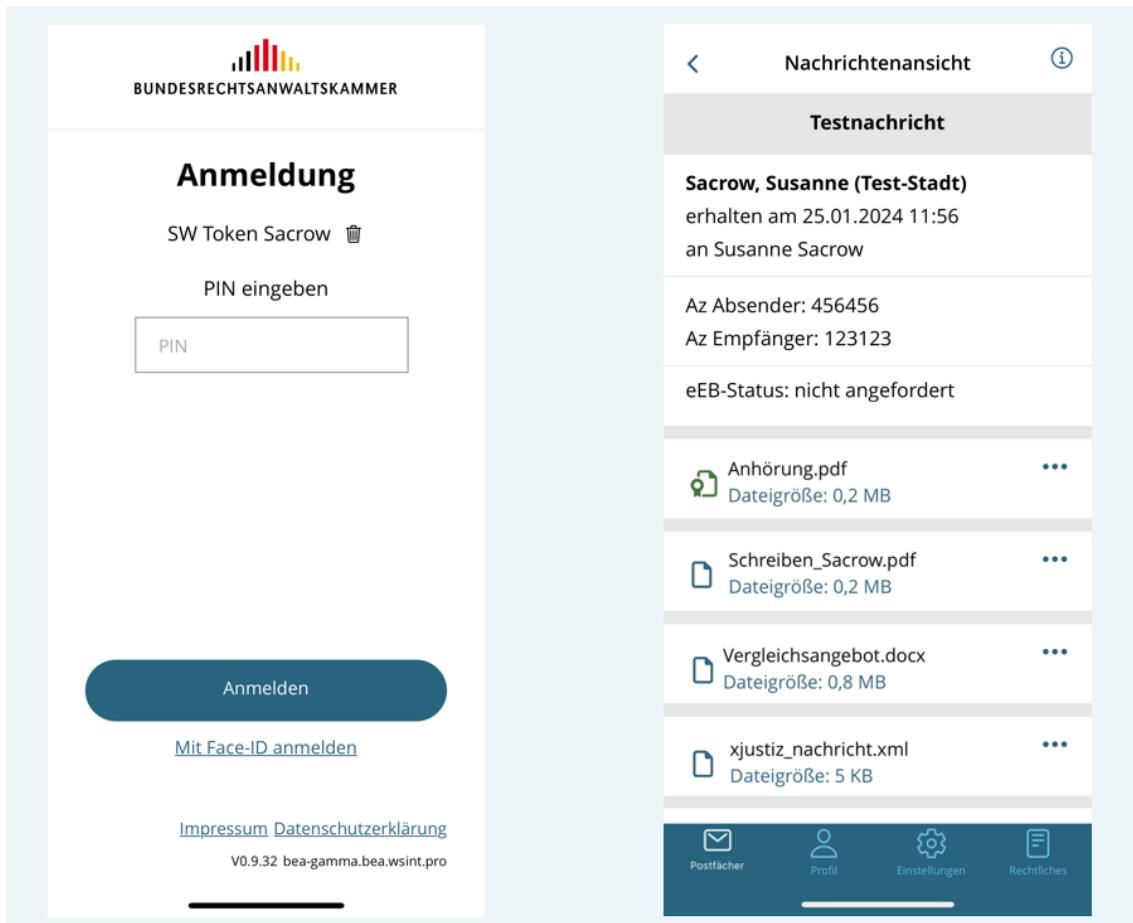 BUNDESRECHTSANWALTSKAMMER
Anmeldung
SW Token Sacrow
PIN eingeben
PIN
Anmelden
Mit Face-ID anmelden
Impressum Datenschutzerklärung
V0.9.32 bea-gamma.bea.wsint.pro
Nachrichtenansicht
Testnachricht
Sacrow, Susanne (Test-Stadt)
erhalten am 25.01.2024 11:56
an Susanne Sacrow
Az Absender: 456456
Az Empfänger: 123123
eEB-Status: nicht angefordert
Anhörung.pdf
Dateigröße: 0,2 MB
Schreiben_Sacrow.pdf
Dateigröße: 0,2 MB
Vergleichsangebot.docx
Dateigröße: 0,8 MB
xjustiz_nachricht.xml
Dateigröße: 5 KB
Postfächer Profil Einstellungen Rechtliches